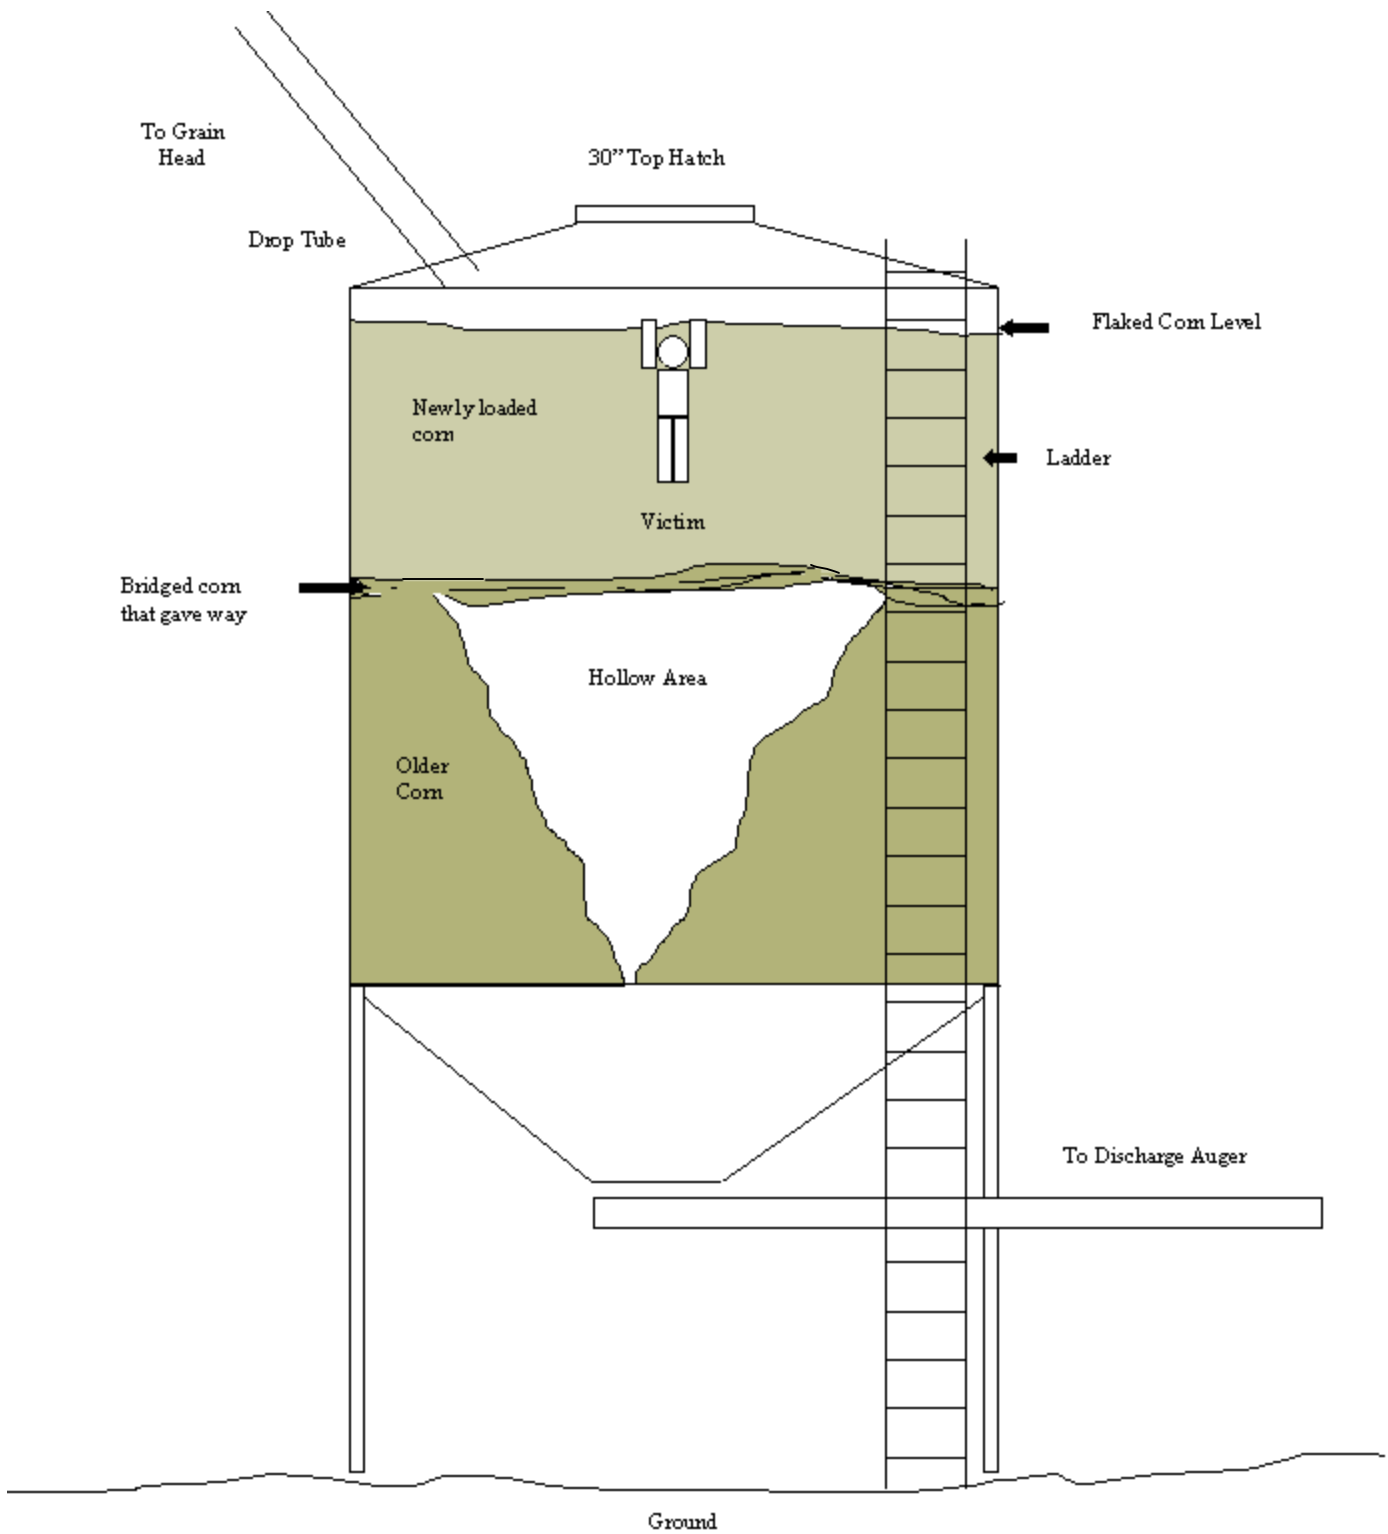 To Grain
Head
30” Top Hatch
Drop Tube
Flaked Corn Level
Newly loaded
corn
Ladder
Victim
Bridged corn
that gave way
Hollow Area
Older
Corn
To Discharge Auger
Ground